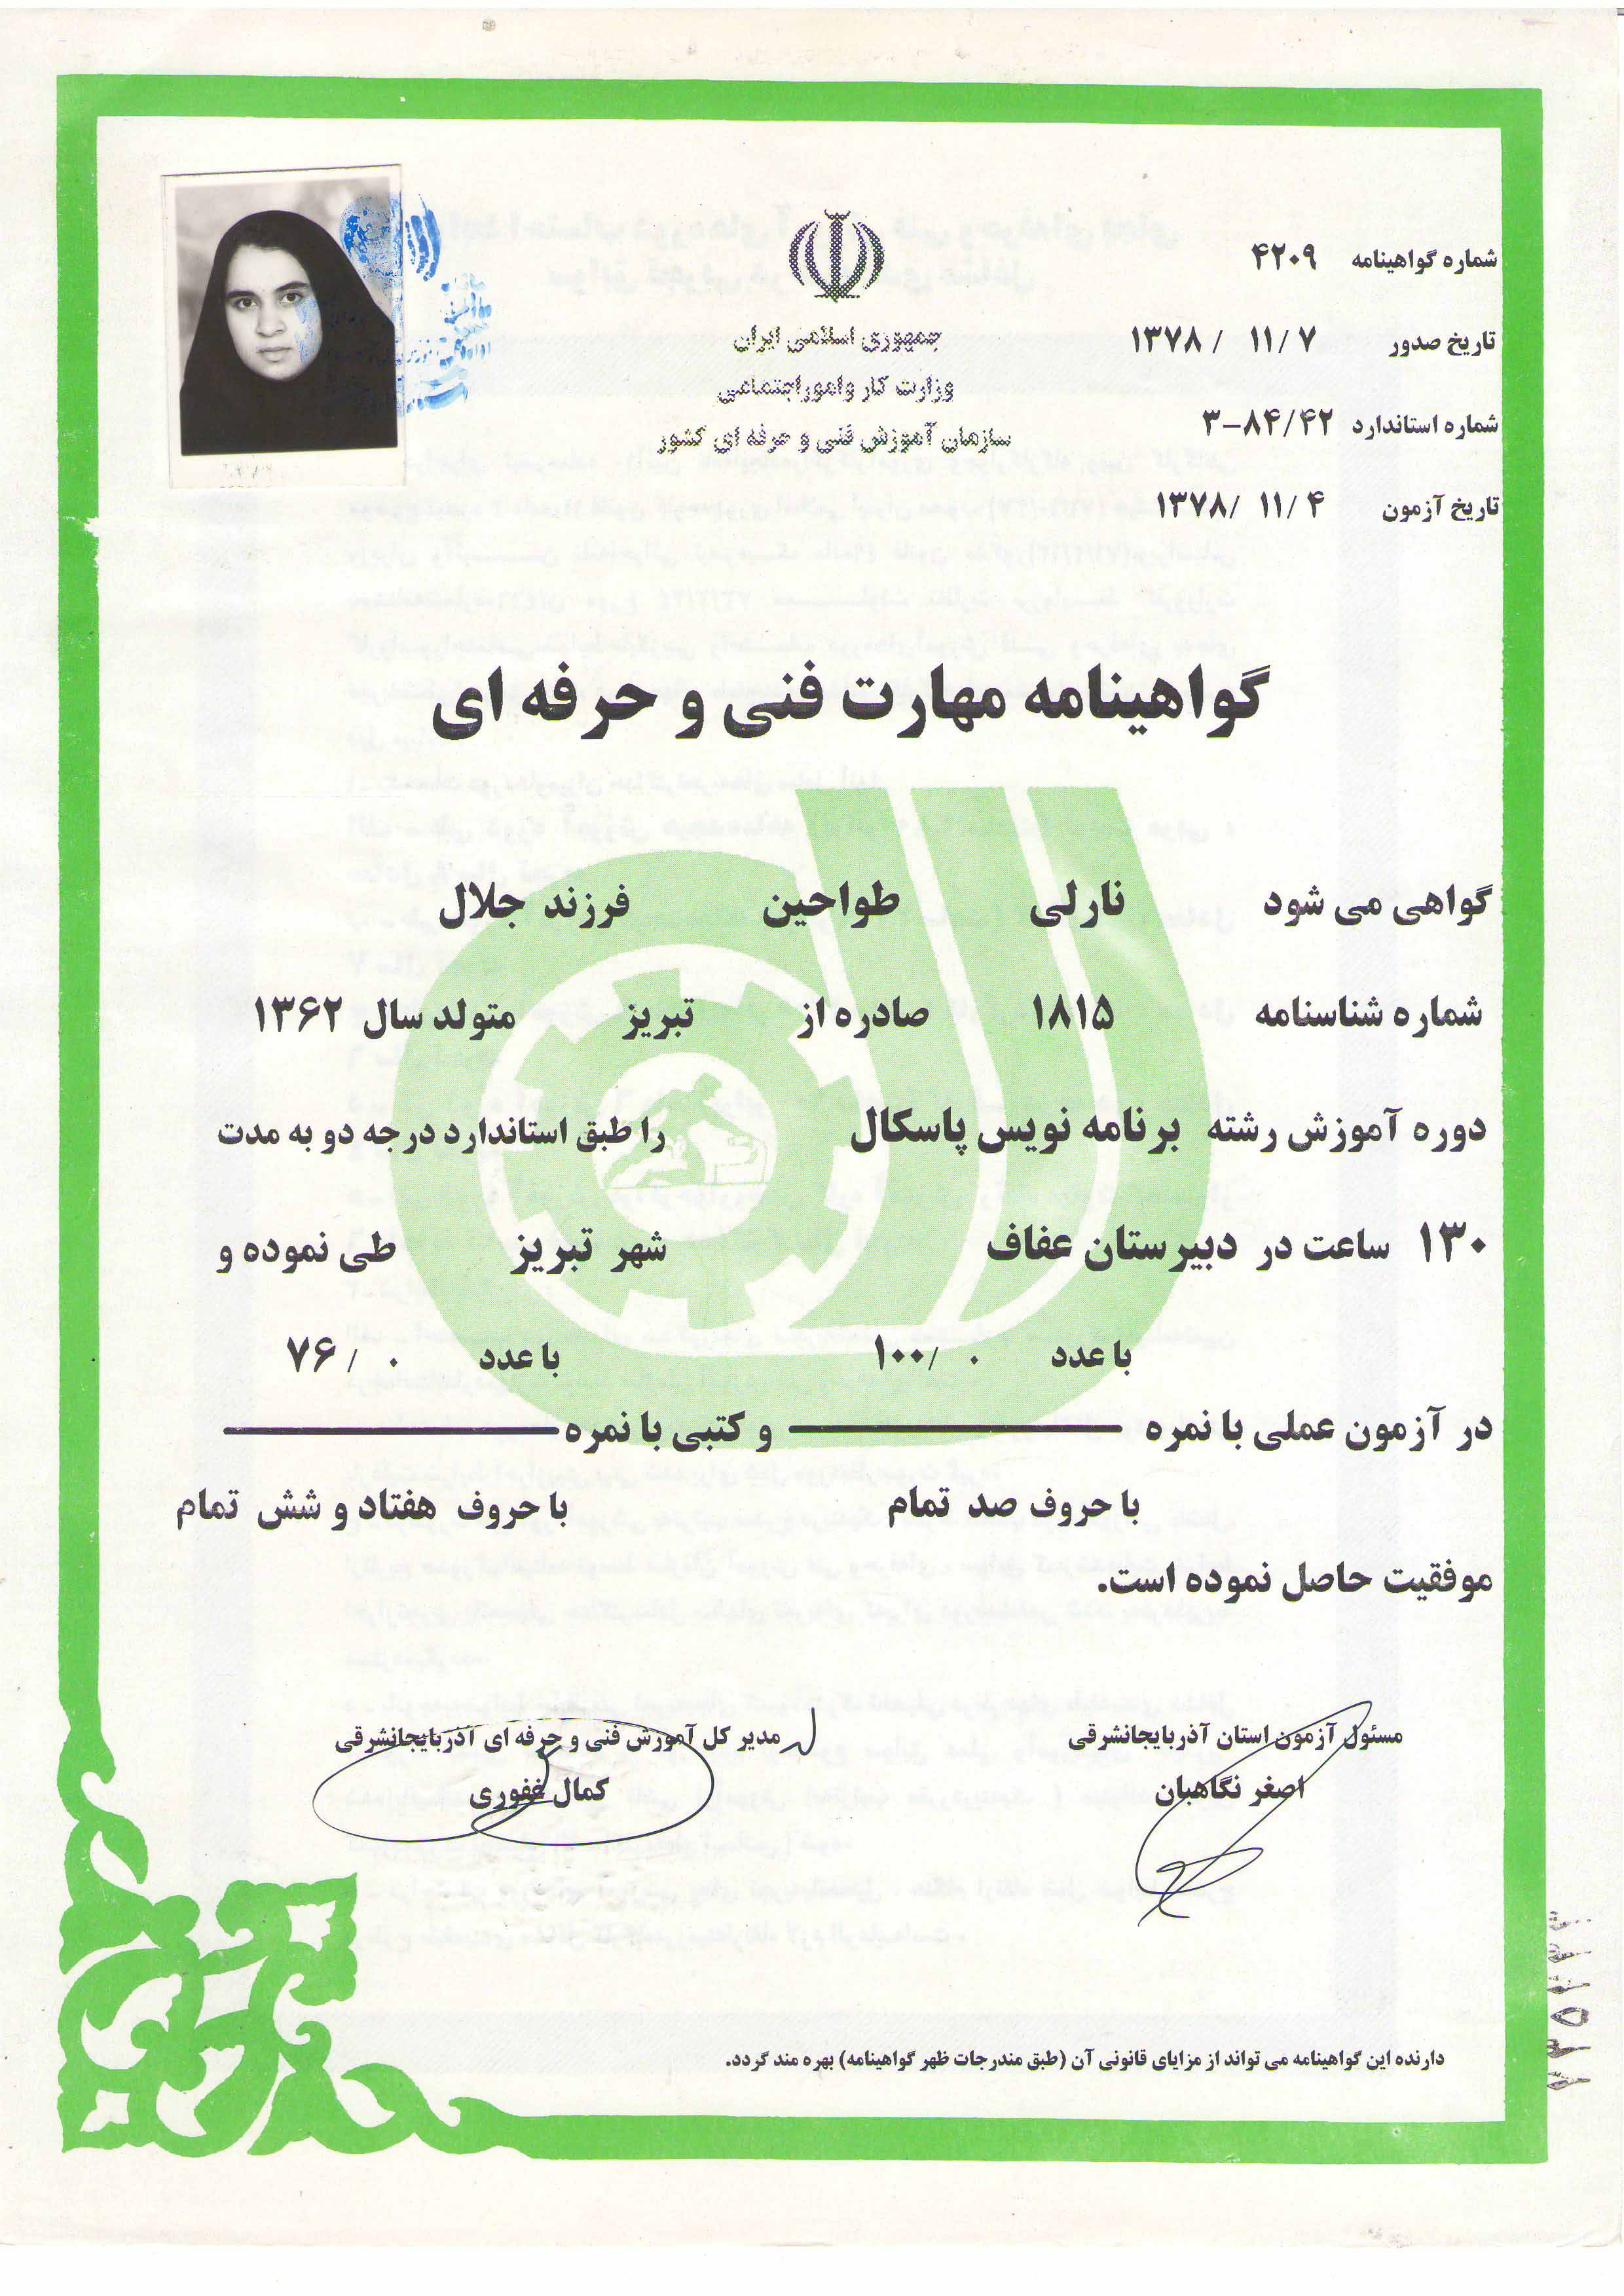 شماره گواهینامه ۴۲۰۹
تاریخ صدور ۱۳۷۸ / ۱۱/ ۷
شماره استاندارد ۳-۸۴/۴۲
تاریخ آزمون ۱۳۷۸/ ۱۱/ ۴
جمهوری اسلامی ایران
وزارت کار وامور اجتماعی
سازمان آموزش فنی و حرفه ای کشور
گواهینامه مهارت فنی و حرفه ای
گواهی می شود نارلی طواحین فرزند جلال
شماره شناسنامه ۱۸۱۵ صادره از تبریز متولد سال ۱۳۶۲
دوره آموزش رشته برنامه نویس پاسکال را طبق استاندارد درجه دو به مدت
۱۳۰ ساعت در دبیرستان عفاف شهر تبریز طی نموده و
با عدد ۱۰۰/ ۰ با عدد ۷۶/ ۰
در آزمون عملی با نمره و کتبی با نمره
با حروف صد تمام با حروف هفتاد و شش تمام
موفقیت حاصل نموده است.
مسئول آزمون استان آذربایجانشرقی
اصغر نگاهبان
مدیر کل آموزش فنی و حرفه ای آذربایجانشرقی
کمال غفوری
دارنده این گواهینامه می تواند از مزایای قانونی آن (طبق مندرجات ظهر گواهینامه) بهره مند گردد.